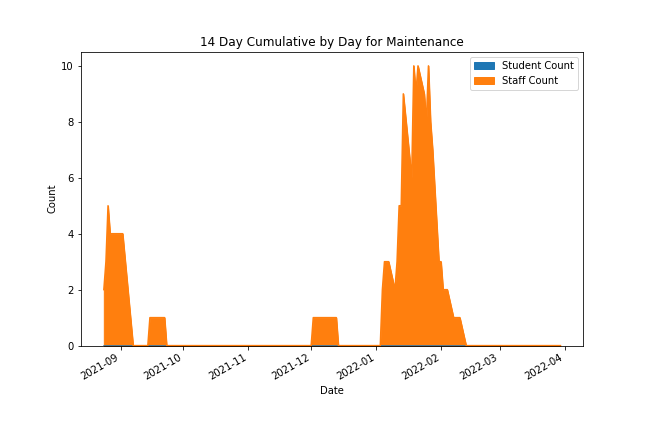 14 Day Cumulative by Day for Maintenance
Student Count
Staff Count
10
8
6
4
2
0
Count
2021-09
2021-10
2021-11
2021-12
2022-01
2022-02
2022-03
2022-04
Date